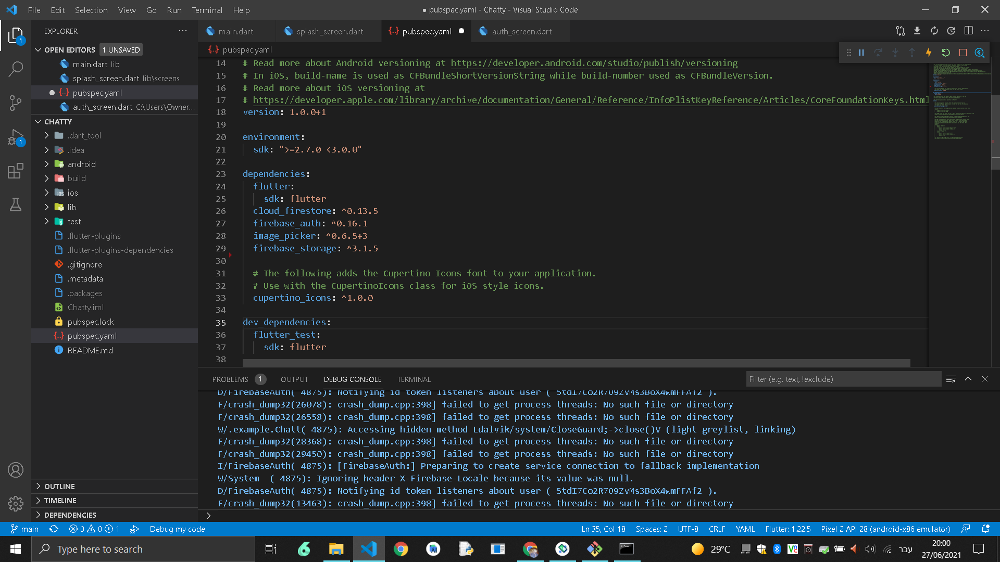 File Edit Selection View Go Run Terminal Help
● pubspec.yaml - Chatty - Visual Studio Code
EXPLORER
main.dart splash_screen.dart pubspec.yaml auth_screen.dart
OPEN EDITORS 1 UNSAVED
main.dart lib
splash_screen.dart lib\screens
pubspec.yaml
auth_screen.dart C:\Users\Owner...
CHATTY
.dart_tool
.idea
android
build
ios
lib
test
.flutter-plugins
.flutter-plugins-dependencies
.gitignore
.metadata
.packages
Chatty.iml
pubspec.lock
pubspec.yaml
README.md
OUTLINE
TIMELINE
DEPENDENCIES
pubspec.yaml
14 # Read more about Android versioning at https://developer.android.com/studio/publish/versioning
15 # In iOS, build-name is used as CFBundleShortVersionString while build-number used as CFBundleVersion.
16 # Read more about iOS versioning at
17 # https://developer.apple.com/library/archive/documentation/General/Reference/InfoPlistKeyReference/Articles/CoreFoundationKeys.html
18 version: 1.0.0+1
19
20 environment:
21 sdk: ">=2.7.0 <3.0.0"
22
23 dependencies:
24 flutter:
25 sdk: flutter
26 cloud_firestore: ^0.13.5
27 firebase_auth: ^0.16.1
28 image_picker: ^0.6.5+3
29 firebase_storage: ^3.1.5
30
31 # The following adds the Cupertino Icons font to your application.
32 # Use with the CupertinoIcons class for iOS style icons.
33 cupertino_icons: ^1.0.0
34
35 dev_dependencies:
36 flutter_test:
37 sdk: flutter
38
PROBLEMS 1 OUTPUT DEBUG CONSOLE TERMINAL
Filter (e.g. text, !exclude)
D/FirebaseAuth( 4875): Notifying id token listeners about user ( 5tdI7Co2R7O9ZvMs3BoX4wmFFAf2 ).
F/crash_dump32(26078): crash_dump.cpp:398] failed to get process threads: No such file or directory
F/crash_dump32(26558): crash_dump.cpp:398] failed to get process threads: No such file or directory
W/.example.Chatt( 4875): Accessing hidden method Ldalvik/system/CloseGuard;->close()V (light greylist, linking)
F/crash_dump32(28368): crash_dump.cpp:398] failed to get process threads: No such file or directory
F/crash_dump32(29450): crash_dump.cpp:398] failed to get process threads: No such file or directory
I/FirebaseAuth( 4875): [FirebaseAuth:] Preparing to create service connection to fallback implementation
W/System ( 4875): Ignoring header X-Firebase-Locale because its value was null.
D/FirebaseAuth( 4875): Notifying id token listeners about user ( 5tdI7Co2R7O9ZvMs3BoX4wmFFAf2 ).
F/crash_dump32(13463): crash_dump.cpp:398] failed to get process threads: No such file or directory
main 0 0 1 Debug my code
Ln 35, Col 18 Spaces: 2 UTF-8 CRLF YAML Flutter: 1.22.5 Pixel 2 API 28 (android-x86 emulator)
Type here to search
29°C
עבר
20:00
27/06/2021